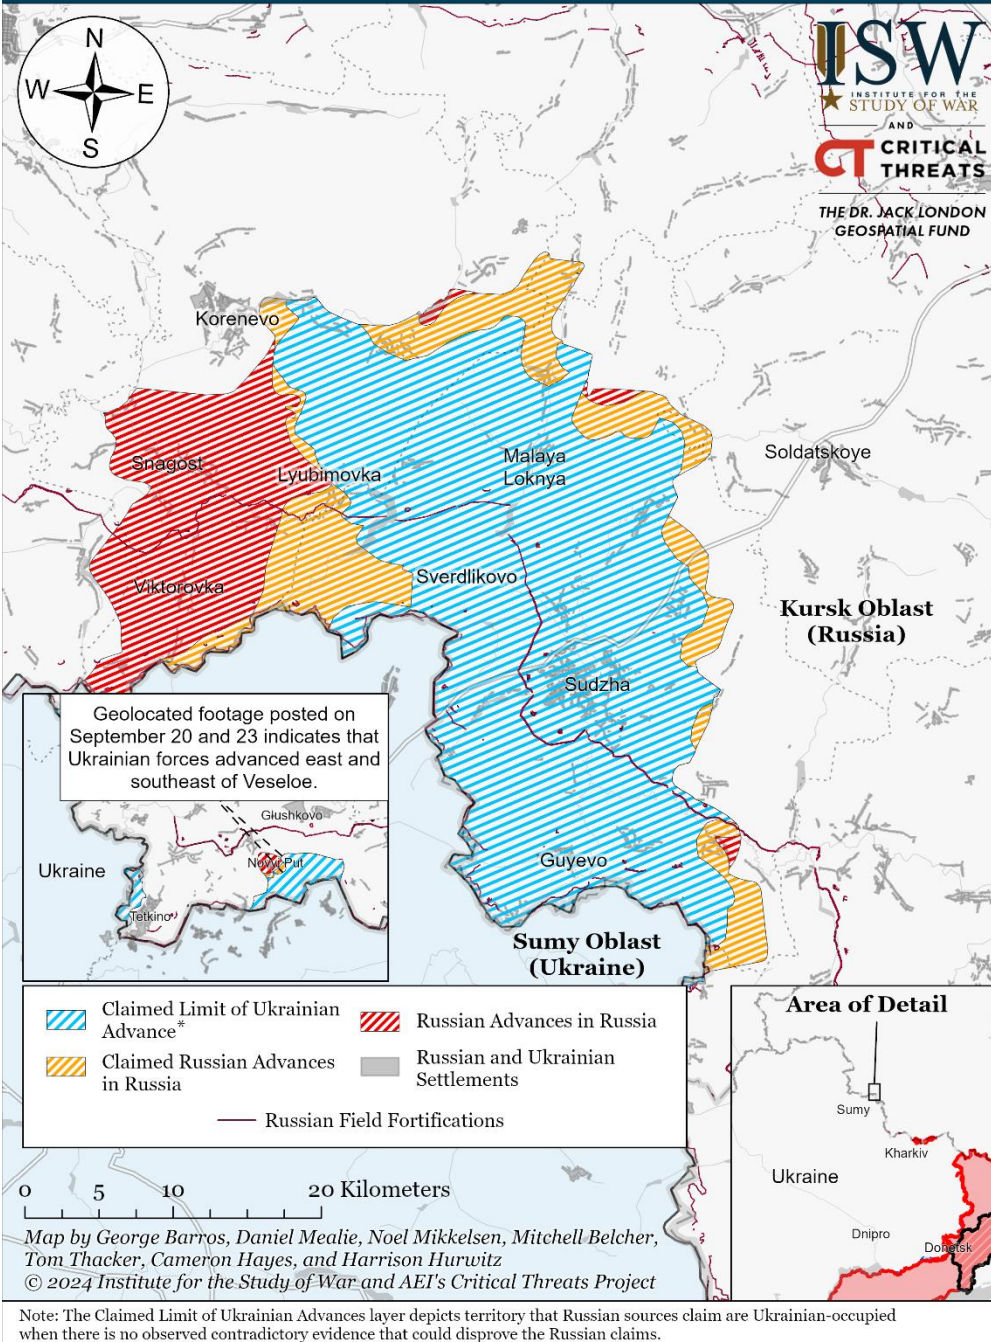 N
W
E
S
ISW
INSTITUTE FOR THE
STUDY OF WAR
AND
CT CRITICAL
THREATS
THE DR. JACK LONDON
GEOSPATIAL FUND
Korenevo
Snagost
Lyubimovka
Malaya
Loknya
Soldatskoye
Viktorovka
Sverdlikovo
Kursk Oblast
(Russia)
Sudzha
Geolocated footage posted on
September 20 and 23 indicates that
Ukrainian forces advanced east and
southeast of Veseloe.
Glushkovo
Novyi Put
Ukraine
Tetkino
Guyevo
Sumy Oblast
(Ukraine)
Claimed Limit of Ukrainian
Advance*
Russian Advances in Russia
Claimed Russian Advances
in Russia
Russian and Ukrainian
Settlements
Russian Field Fortifications
Area of Detail
Sumy
Kharkiv
Ukraine
Dnipro
Donetsk
0 5 10 20 Kilometers
Map by George Barros, Daniel Mealie, Noel Mikkelsen, Mitchell Belcher,
Tom Thacker, Cameron Hayes, and Harrison Hurwitz
© 2024 Institute for the Study of War and AEI's Critical Threats Project
Note: The Claimed Limit of Ukrainian Advances layer depicts territory that Russian sources claim are Ukrainian-occupied
when there is no observed contradictory evidence that could disprove the Russian claims.